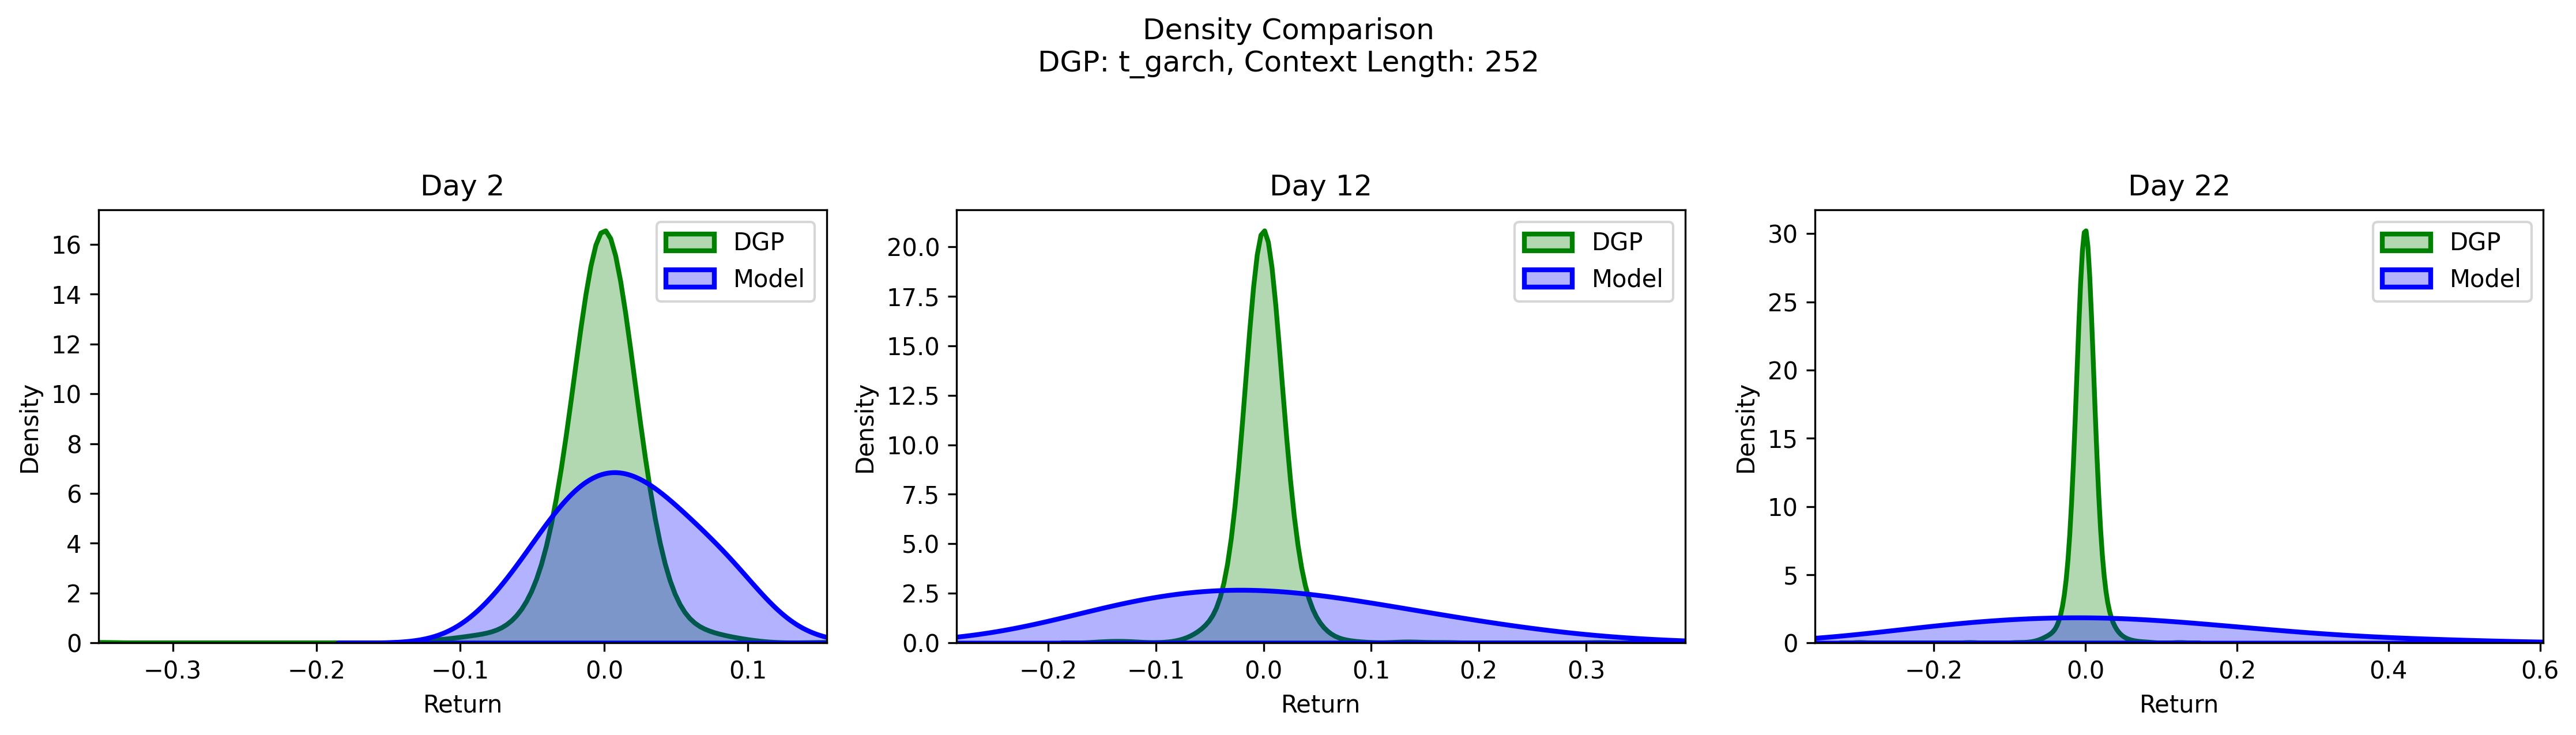 Density Comparison
DGP: t_garch, Context Length: 252
Day 2
Density
16
14
12
10
8
6
4
2
0
−0.3
−0.2
−0.1
0.0
0.1
Return
DGP
Model
Day 12
Density
20.0
17.5
15.0
12.5
10.0
7.5
5.0
2.5
0.0
−0.2
−0.1
0.0
0.1
0.2
0.3
Return
DGP
Model
Day 22
Density
30
25
20
15
10
5
0
−0.2
0.0
0.2
0.4
0.6
Return
DGP
Model